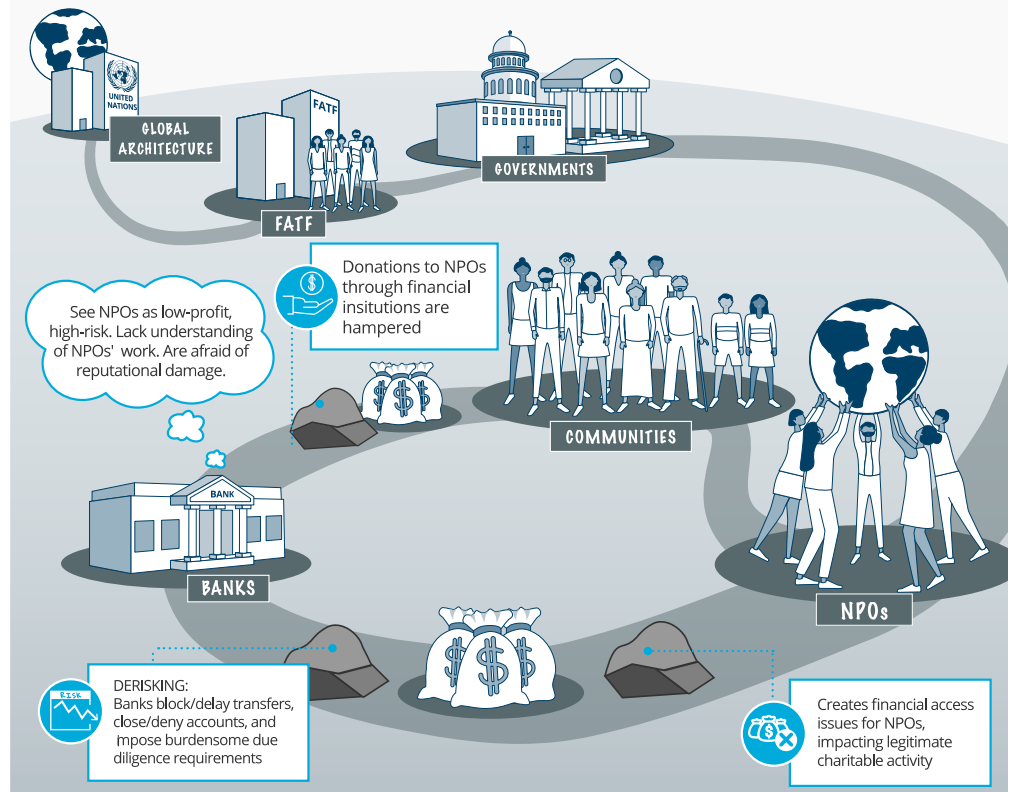 UNITED
NATIONS
GLOBAL
ARCHITECTURE
FATF
FATF
GOVERNMENTS
Donations to NPOs
through financial
insitutions are
hampered
See NPOs as low-profit,
high-risk. Lack understanding
of NPOs' work. Are afraid of
reputational damage.
COMMUNITIES
BANK
BANKS
NPOs
RISK
DERISKING:
Banks block/delay transfers,
close/deny accounts, and
impose burdensome due
diligence requirements
Creates financial access
issues for NPOs,
impacting legitimate
charitable activity